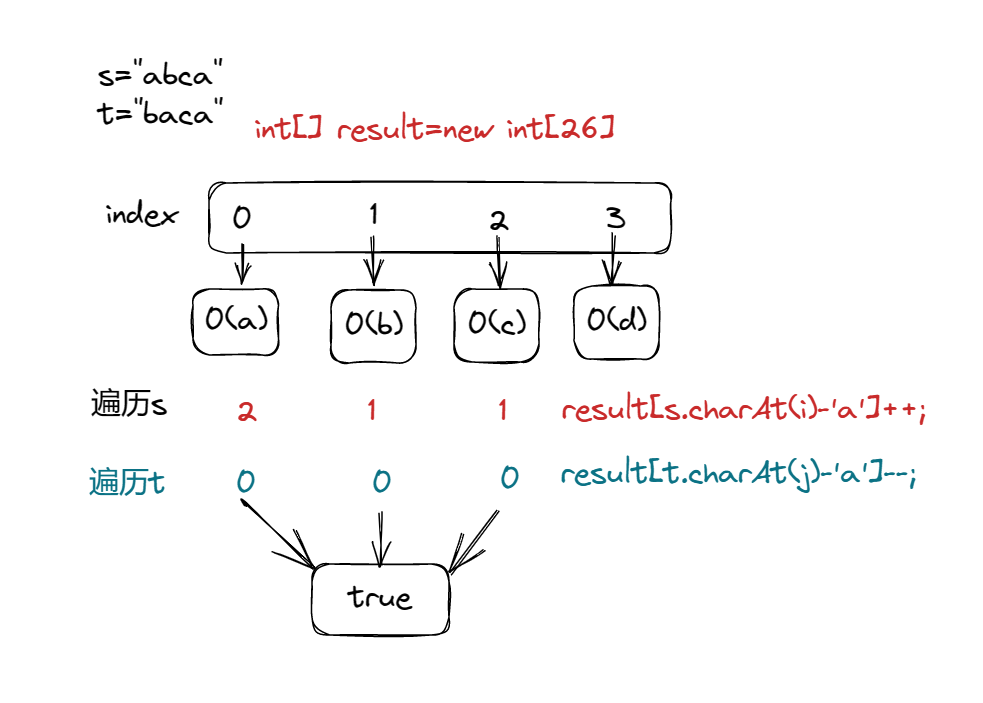 s="abca"
t="baca"
int[] result=new int[26]
index 0 1 2 3
0(a) 0(b) 0(c) 0(d)
遍历s 2 1 1 result[s.charAt(i)-'a']++;
遍历t 0 0 0 result[t.charAt(j)-'a']--;
true